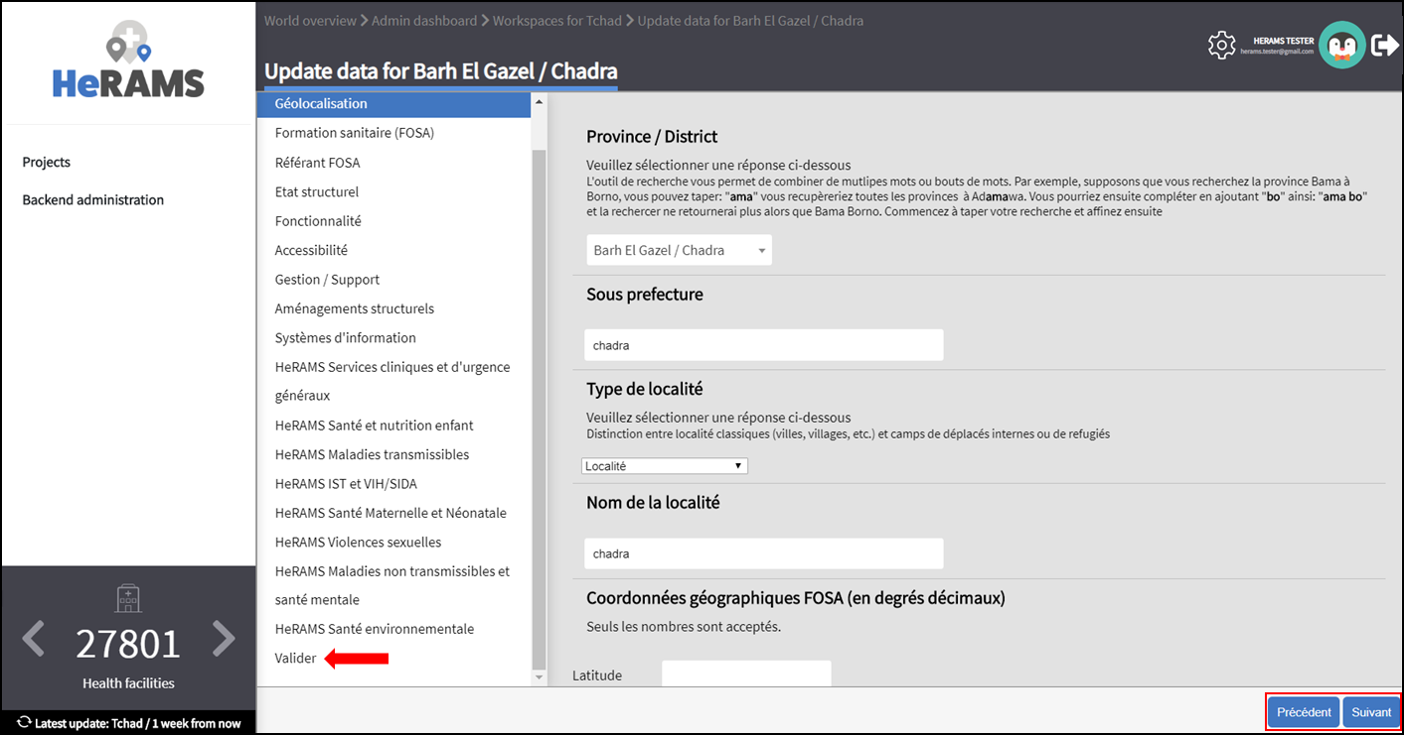 World overview > Admin dashboard > Workspaces for Tchad > Update data for Barh El Gazel / Chadra
HERAMS TESTER
herams.tester@gmail.com
HeRAMS
Update data for Barh El Gazel / Chadra
Projects
Backend administration
27801
Health facilities
Latest update: Tchad / 1 week from now
Géolocalisation
Formation sanitaire (FOSA)
Référant FOSA
Etat structurel
Fonctionnalité
Accessibilité
Gestion / Support
Aménagements structurels
Systèmes d'information
HeRAMS Services cliniques et d'urgence
généraux
HeRAMS Santé et nutrition enfant
HeRAMS Maladies transmissibles
HeRAMS IST et VIH/SIDA
HeRAMS Santé Maternelle et Néonatale
HeRAMS Violences sexuelles
HeRAMS Maladies non transmissibles et
santé mentale
HeRAMS Santé environnementale
Valider
Province / District
Veuillez sélectionner une réponse ci-dessous
L'outil de recherche vous permet de combiner de mutlipes mots ou bouts de mots. Par exemple, supposons que vous recherchez la province Bama à
Borno, vous pouvez taper: "ama" vous recupèreriez toutes les provinces à Adamawa. Vous pourriez ensuite compléter en ajoutant "bo" ainsi: "ama bo"
et la rechercer ne retournerai plus alors que Bama Borno. Commencez à taper votre recherche et affinez ensuite
Barh El Gazel / Chadra
Sous prefecture
chadra
Type de localité
Veuillez sélectionner une réponse ci-dessous
Distinction entre localité classiques (villes, villages, etc.) et camps de déplacés internes ou de refugiés
Localité
Nom de la localité
chadra
Coordonnées géographiques FOSA (en degrés décimaux)
Seuls les nombres sont acceptés.
Latitude
Précédent
Suivant